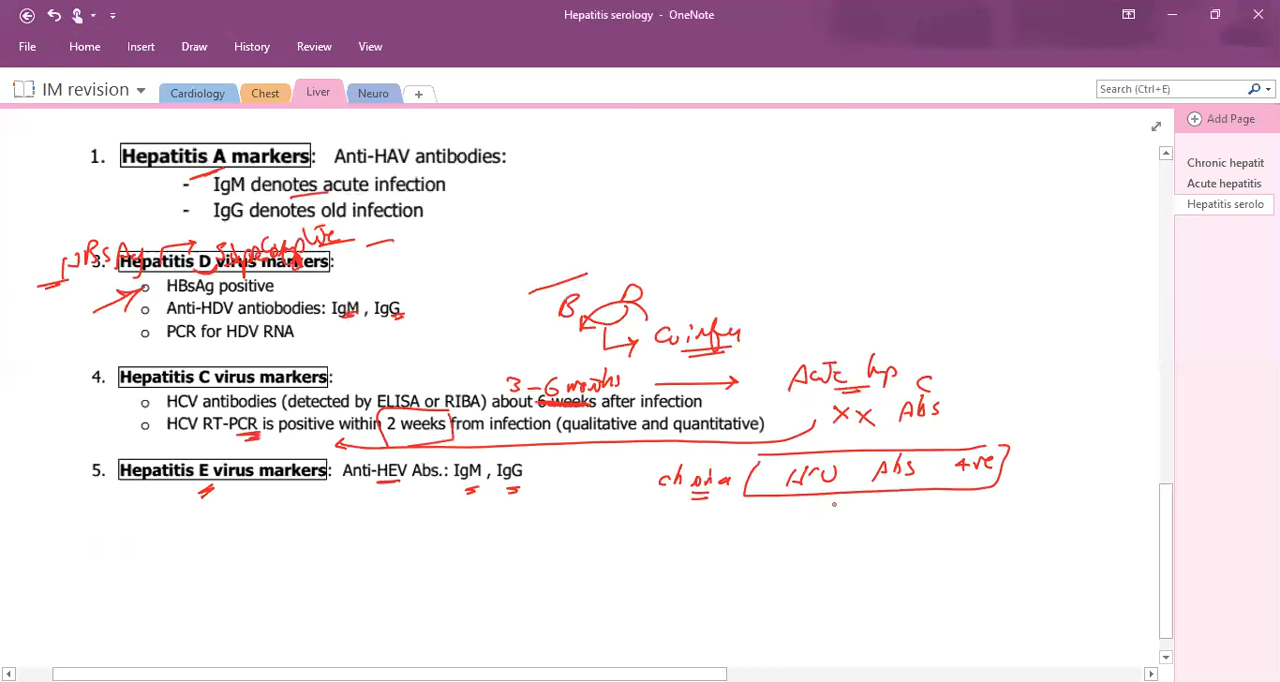 Hepatitis serology - OneNote
File Home Insert Draw History Review View
IM revision Cardiology Chest Liver Neuro + Search (Ctrl+E)
Add Page
Chronic hepatit
Acute hepatitis
Hepatitis serolo
1. Hepatitis A markers: Anti-HAV antibodies:
- IgM denotes acute infection
- IgG denotes old infection
HBsAg
3. Hepatitis D virus markers:
o HBsAg positive
o Anti-HDV antiobodies: IgM , IgG
o PCR for HDV RNA
B D
Co infec
4. Hepatitis C virus markers:
3 - 6 months
Acute hep C
o HCV antibodies (detected by ELISA or RIBA) about 6 weeks after infection
XX Abs
o HCV RT-PCR is positive within 2 weeks from infection (qualitative and quantitative)
5. Hepatitis E virus markers: Anti-HEV Abs.: IgM , IgG
HCV Abs +ve